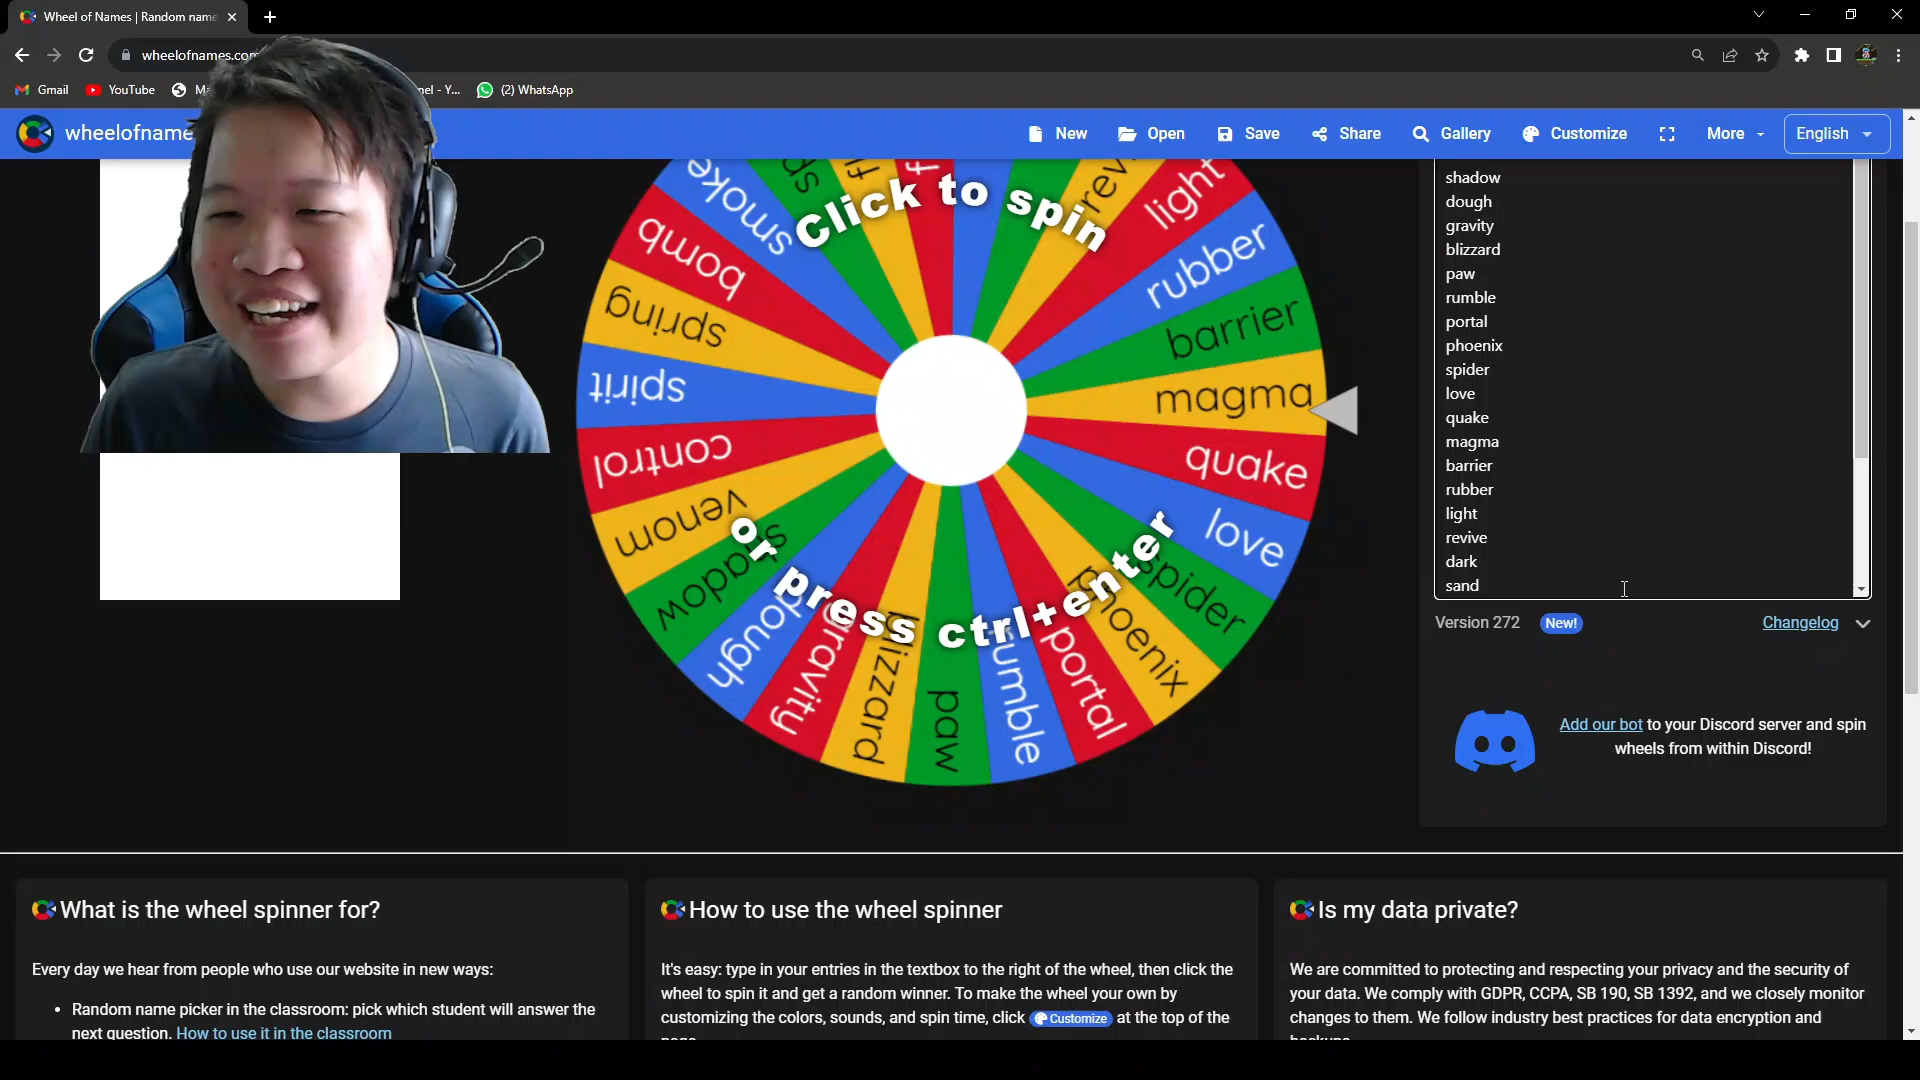 Wheel of Names | Random name
wheelofnames.com
Gmail
YouTube
Ma
nel - Y...
(2) WhatsApp
wheelofname
New
Open
Save
Share
Gallery
Customize
More
English
Click to spin
or press ctrl+enter
light
rubber
barrier
magma
quake
love
spider
phoenix
portal
rumble
paw
blizzard
gravity
dough
shadow
venom
control
spirit
spring
bomb
smoke
sp
rev
shadow
dough
gravity
blizzard
paw
rumble
portal
phoenix
spider
love
quake
magma
barrier
rubber
light
revive
dark
sand
Version 272 New! Changelog
Add our bot to your Discord server and spin
wheels from within Discord!
What is the wheel spinner for?
Every day we hear from people who use our website in new ways:
• Random name picker in the classroom: pick which student will answer the
next question. How to use it in the classroom
How to use the wheel spinner
It's easy: type in your entries in the textbox to the right of the wheel, then click the
wheel to spin it and get a random winner. To make the wheel your own by
customizing the colors, sounds, and spin time, click Customize at the top of the
Is my data private?
We are committed to protecting and respecting your privacy and the security of
your data. We comply with GDPR, CCPA, SB 190, SB 1392, and we closely monitor
changes to them. We follow industry best practices for data encryption and